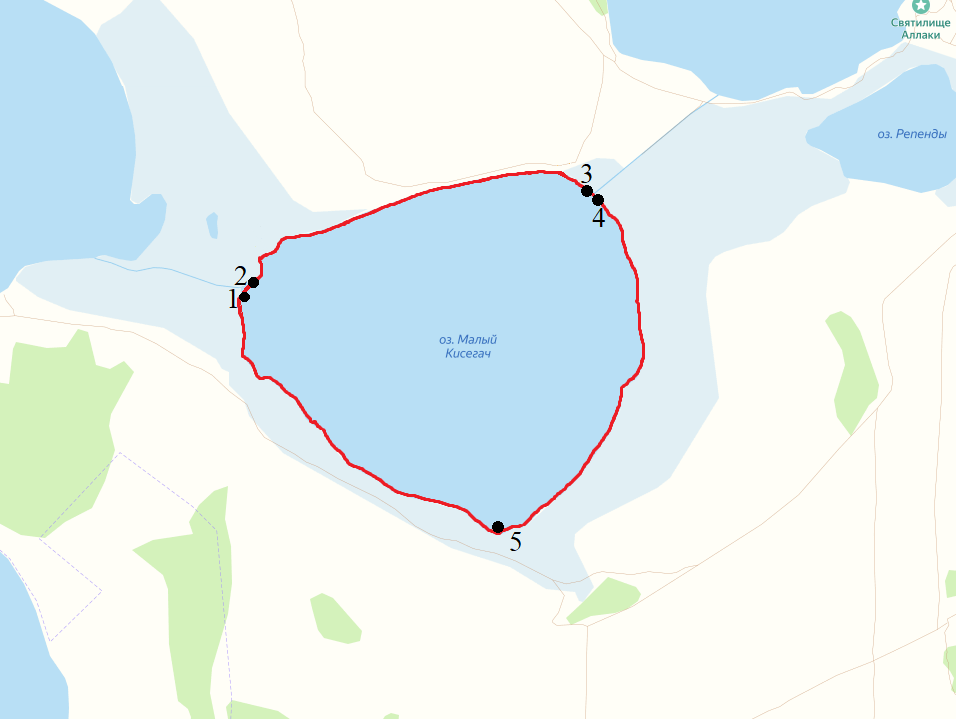 Святилище
Аллаки
оз. Репенды
3
4
2
1
оз. Малый
Кисегач
5